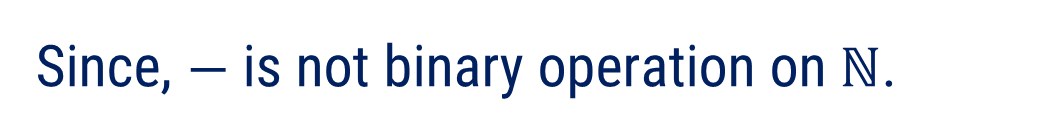 Since, — is not binary operation on ℕ.